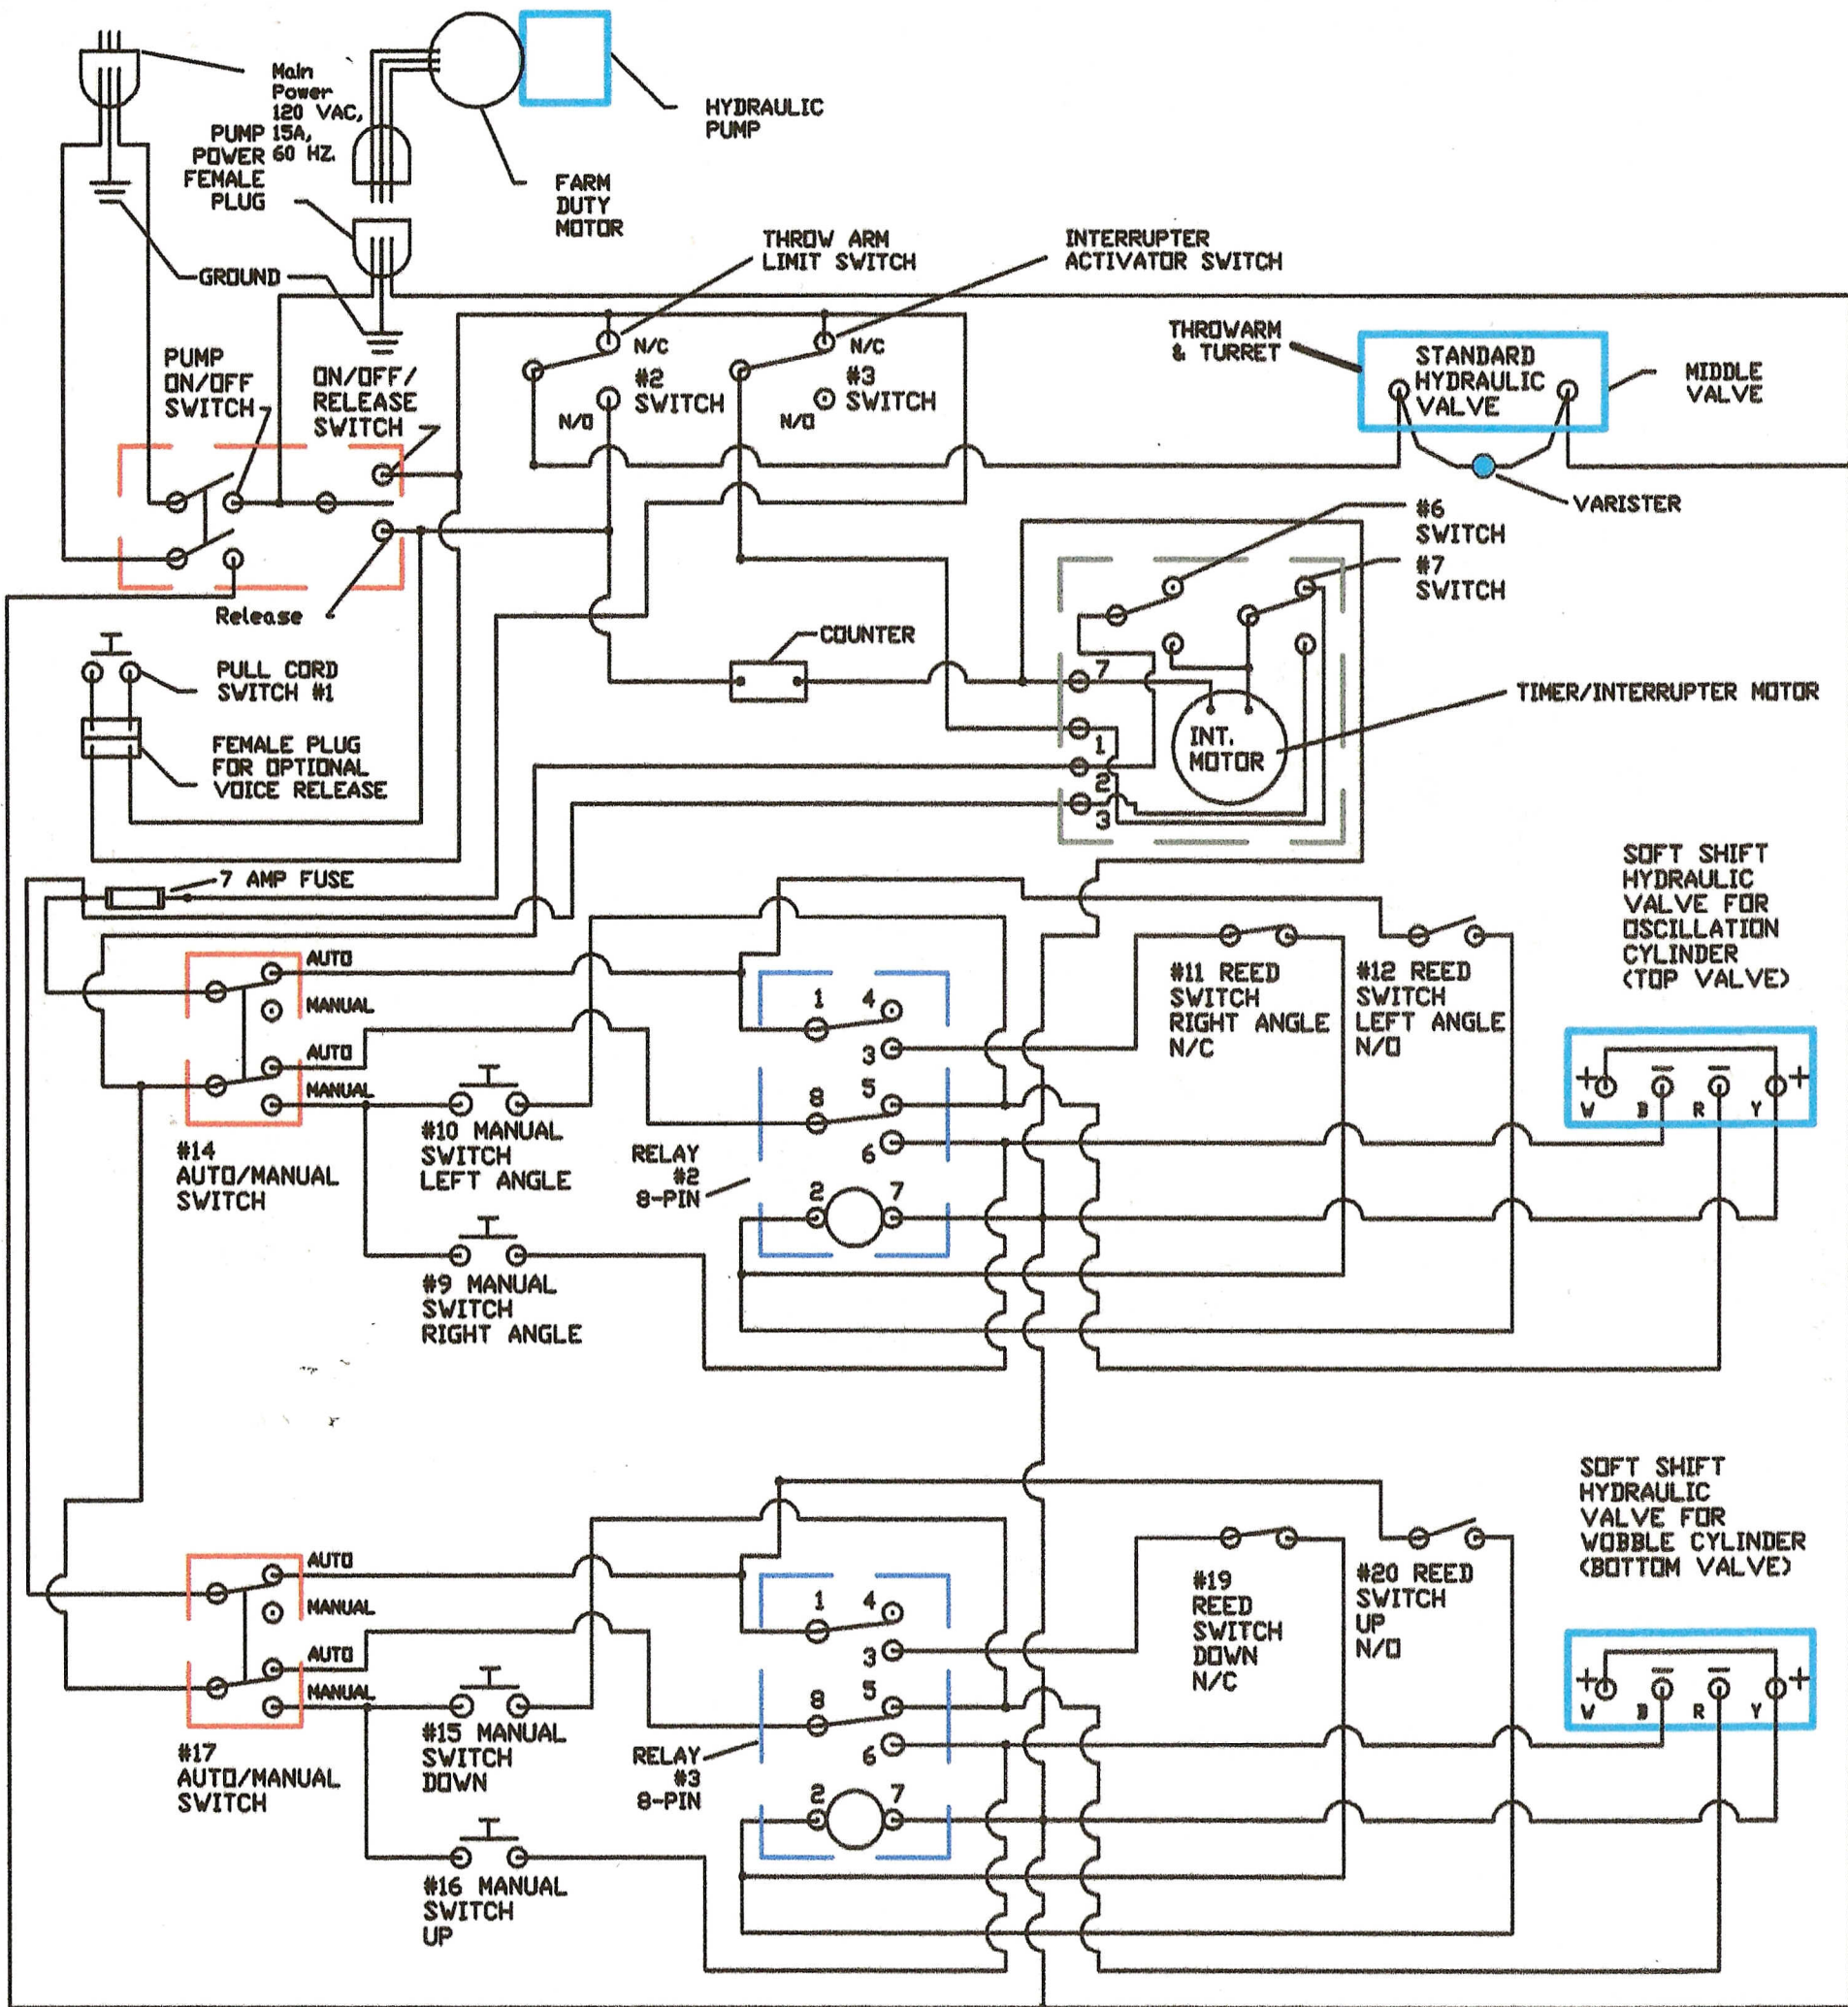 Main
Power
120 VAC,
15A,
60 HZ.
PUMP
POWER
FEMALE
PLUG
HYDRAULIC
PUMP
FARM
DUTY
MOTOR
GROUND
THROW ARM
LIMIT SWITCH
INTERRUPTER
ACTIVATOR SWITCH
PUMP
ON/OFF
SWITCH
ON/OFF/
RELEASE
SWITCH
N/C
#2
SWITCH
N/O
N/C
#3
SWITCH
N/O
THROWARM
& TURRET
STANDARD
HYDRAULIC
VALVE
MIDDLE
VALVE
VARISTER
#6
SWITCH
#7
SWITCH
Release
PULL CORD
SWITCH #1
COUNTER
7
1
2
3
INT.
MOTOR
TIMER/INTERRUPTER MOTOR
FEMALE PLUG
FOR OPTIONAL
VOICE RELEASE
7 AMP FUSE
SOFT SHIFT
HYDRAULIC
VALVE FOR
OSCILLATION
CYLINDER
(TOP VALVE)
AUTO
MANUAL
AUTO
MANUAL
#14
AUTO/MANUAL
SWITCH
#10 MANUAL
SWITCH
LEFT ANGLE
#9 MANUAL
SWITCH
RIGHT ANGLE
RELAY
#2
8-PIN
1 4
3
8 5
6
2 7
#11 REED
SWITCH
RIGHT ANGLE
N/C
#12 REED
SWITCH
LEFT ANGLE
N/O
+ − − +
W B R Y
SOFT SHIFT
HYDRAULIC
VALVE FOR
WOBBLE CYLINDER
(BOTTOM VALVE)
AUTO
MANUAL
AUTO
MANUAL
#17
AUTO/MANUAL
SWITCH
#15 MANUAL
SWITCH
DOWN
#16 MANUAL
SWITCH
UP
RELAY
#3
8-PIN
1 4
3
8 5
6
2 7
#19
REED
SWITCH
DOWN
N/C
#20 REED
SWITCH
UP
N/O
+ − − +
W B R Y